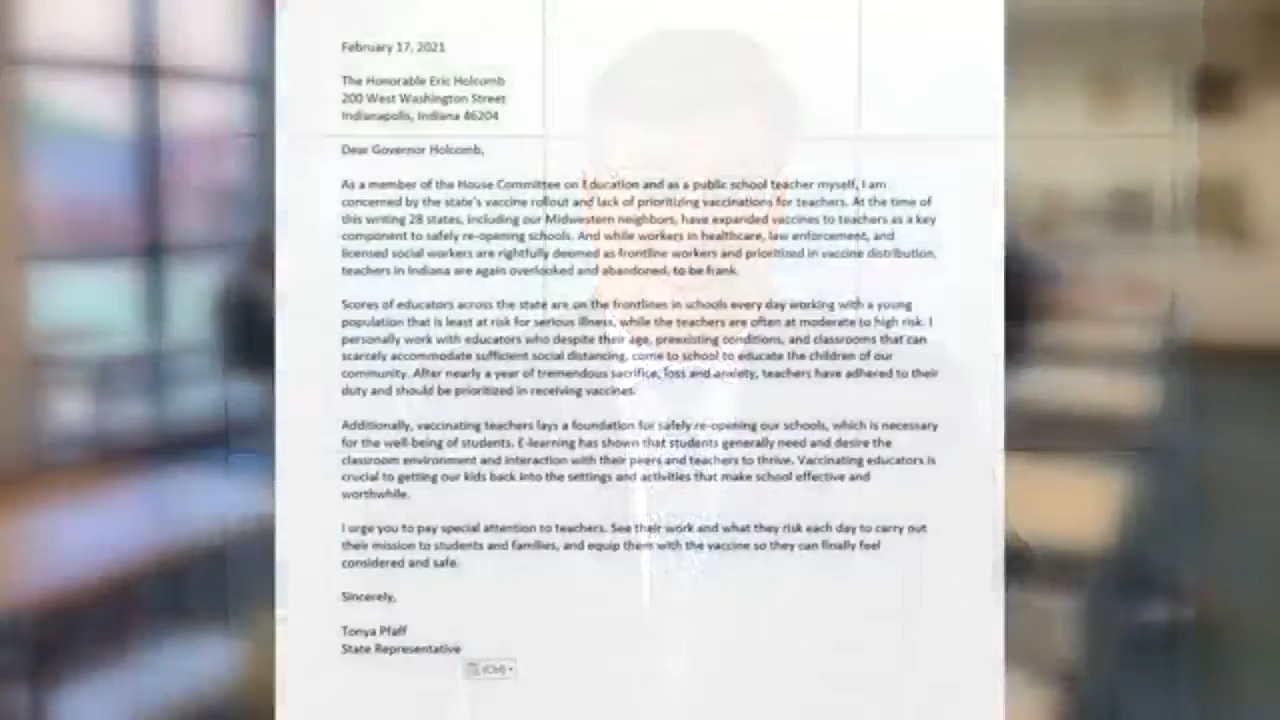 February 17, 2021
The Honorable Eric Holcomb
200 West Washington Street
Indianapolis, Indiana 46204
Dear Governor Holcomb,
As a member of the House Committee on Education and as a public school teacher myself, I am
concerned by the state's vaccine rollout and lack of prioritizing vaccinations for teachers. At the time of
this writing 28 states, including our Midwestern neighbors, have expanded vaccines to teachers as a key
component to safely re-opening schools. And while workers in healthcare, law enforcement, and
licensed social workers are rightfully deemed as frontline workers and prioritized in vaccine distribution,
teachers in Indiana are again overlooked and abandoned, to be frank.
Scores of educators across the state are on the frontlines in schools every day working with a young
population that is least at risk for serious illness, while the teachers are often at moderate to high risk. I
personally work with educators who despite their age, preexisting conditions, and classrooms that can
scarcely accommodate sufficient social distancing, come to school to educate the children of our
community. After nearly a year of tremendous sacrifice, loss and anxiety, teachers have adhered to their
duty and should be prioritized in receiving vaccines.
Additionally, vaccinating teachers lays a foundation for safely re-opening our schools, which is necessary
for the well-being of students. E-learning has shown that students generally need and desire the
classroom environment and interaction with their peers and teachers to thrive. Vaccinating educators is
crucial to getting our kids back into the settings and activities that make school effective and
worthwhile.
I urge you to pay special attention to teachers. See their work and what they risk each day to carry out
their mission to students and families, and equip them with the vaccine so they can finally feel
considered and safe.
Sincerely,
Tonya Pfaff
State Representative
(Ctrl)